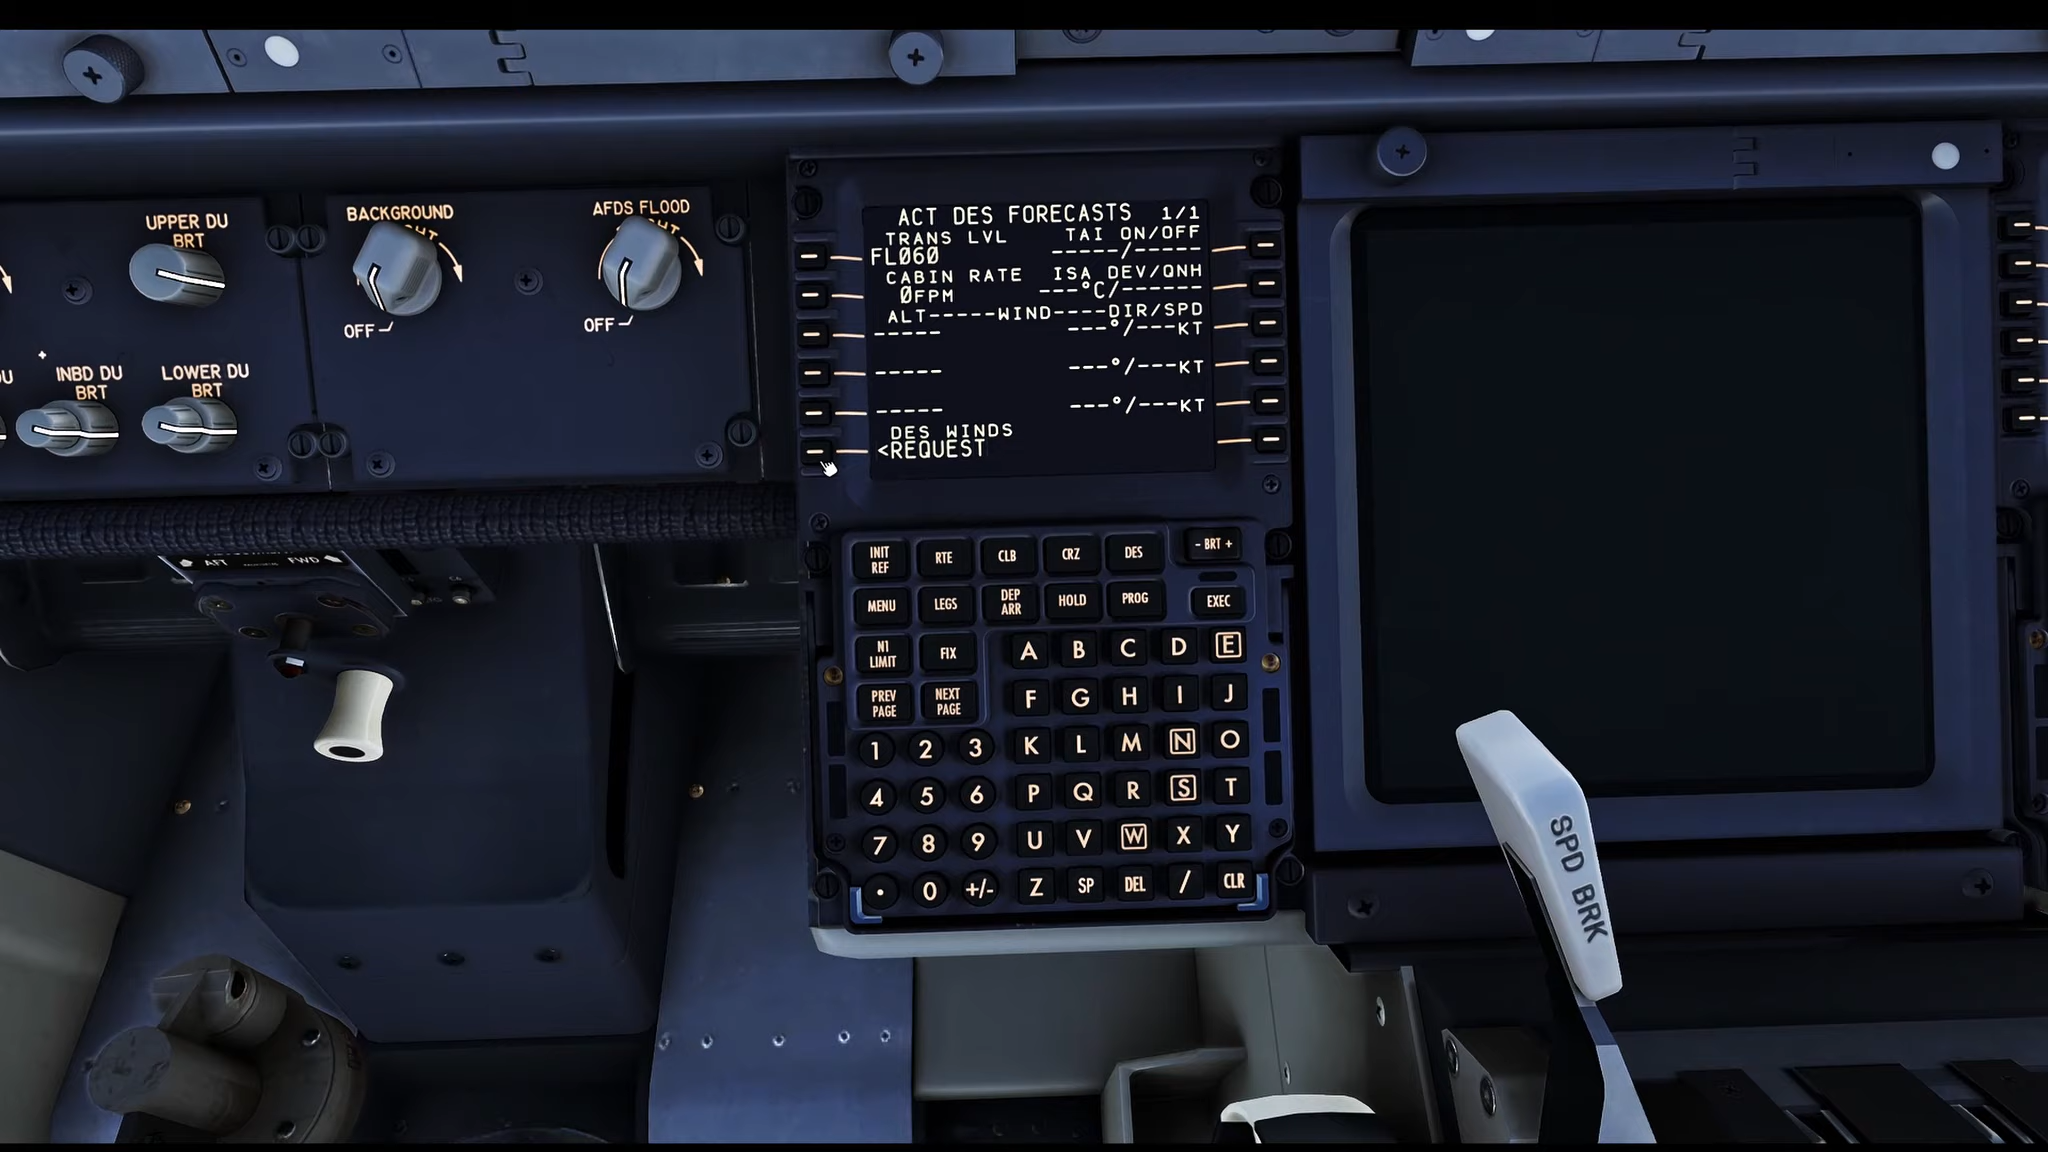 UPPER DU
BRT
BACKGROUND
OFF
AFDS FLOOD
OFF
INBD DU
BRT
LOWER DU
BRT
ACT DES FORECASTS 1/1
TRANS LVL TAI ON/OFF
FL060 -----/-----
CABIN RATE ISA DEV/QNH
0FPM ---°C/------
ALT-----WIND----DIR/SPD
----- ---°/---KT
----- ---°/---KT
----- ---°/---KT
DES WINDS
<REQUEST
AFT FWD
INIT REF RTE CLB CRZ DES - BRT +
MENU LEGS DEP ARR HOLD PROG EXEC
N1 LIMIT FIX
PREV PAGE NEXT PAGE
A B C D E
F G H I J
1 2 3 K L M N O
4 5 6 P Q R S T
7 8 9 U V W X Y
. 0 +/- Z SP DEL / CLR
SPD BRK